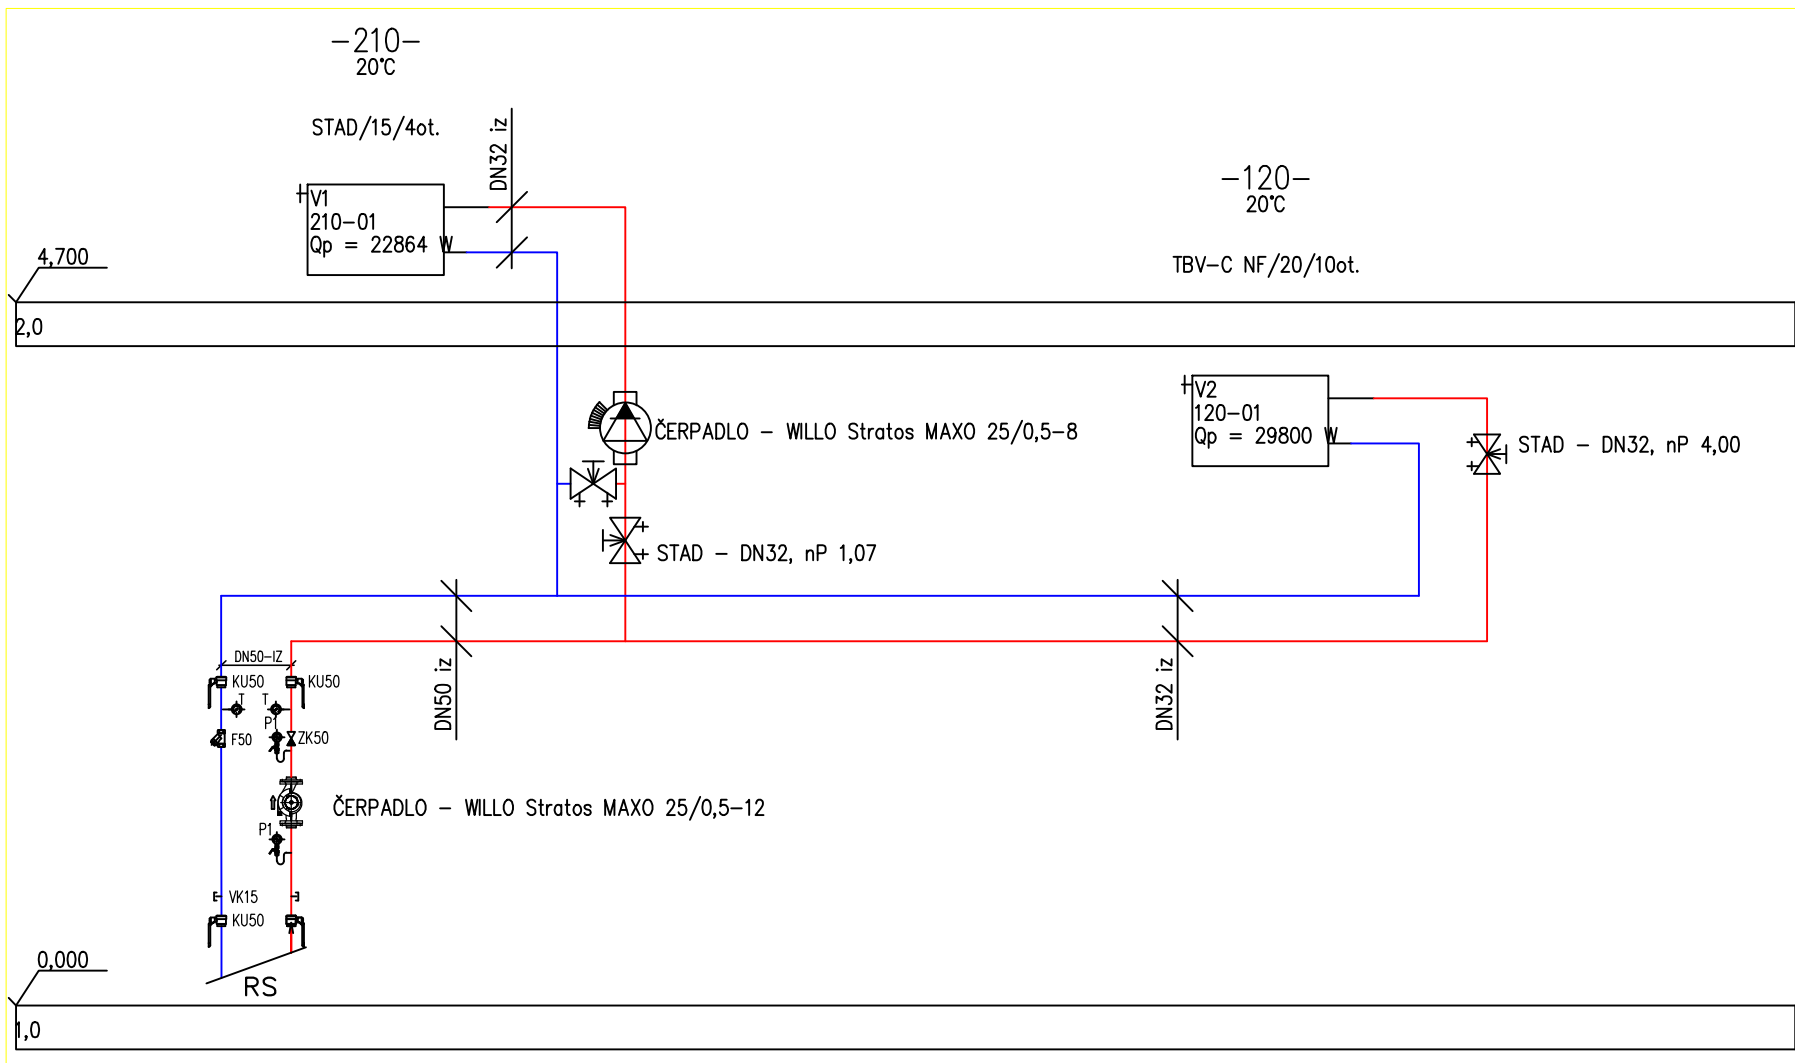 -210-
20°C
STAD/15/4ot.
DN32 iz
V1
210-01
Qp = 22864 W
-120-
20°C
TBV-C NF/20/10ot.
4,700
2,0
V2
120-01
Qp = 29800 W
ČERPADLO - WILLO Stratos MAXO 25/0,5-8
STAD - DN32, nP 4,00
STAD - DN32, nP 1,07
DN50-IZ
DN50 iz
DN32 iz
KU50
KU50
T
T
P1
F50
ZK50
ČERPADLO - WILLO Stratos MAXO 25/0,5-12
P1
VK15
KU50
0,000
RS
1,0